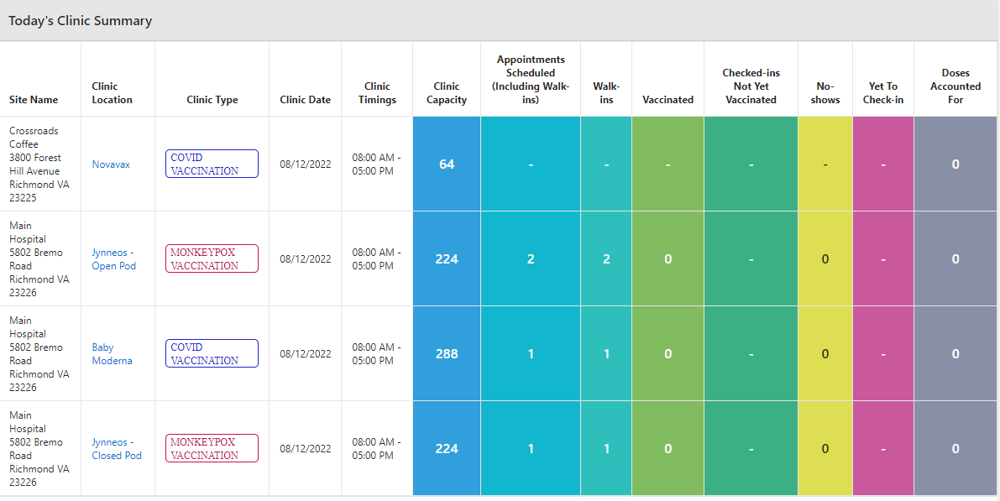 Today's Clinic Summary
Site Name
Clinic
Location
Clinic Type
Clinic Date
Clinic
Timings
Clinic
Capacity
Appointments
Scheduled
(Including Walk-
ins)
Walk-
ins
Vaccinated
Checked-ins
Not Yet
Vaccinated
No-
shows
Yet To
Check-in
Doses
Accounted
For
Crossroads
Coffee
3800 Forest
Hill Avenue
Richmond VA
23225
Novavax
COVID
VACCINATION
08/12/2022
08:00 AM -
05:00 PM
64
-
-
-
-
-
-
0
Main
Hospital
5802 Bremo
Road
Richmond VA
23226
Jynneos -
Open Pod
MONKEYPOX
VACCINATION
08/12/2022
08:00 AM -
05:00 PM
224
2
2
0
-
0
-
0
Main
Hospital
5802 Bremo
Road
Richmond VA
23226
Baby
Moderna
COVID
VACCINATION
08/12/2022
08:00 AM -
05:00 PM
288
1
1
0
-
0
-
0
Main
Hospital
5802 Bremo
Road
Richmond VA
23226
Jynneos -
Closed Pod
MONKEYPOX
VACCINATION
08/12/2022
08:00 AM -
05:00 PM
224
1
1
0
-
0
-
0